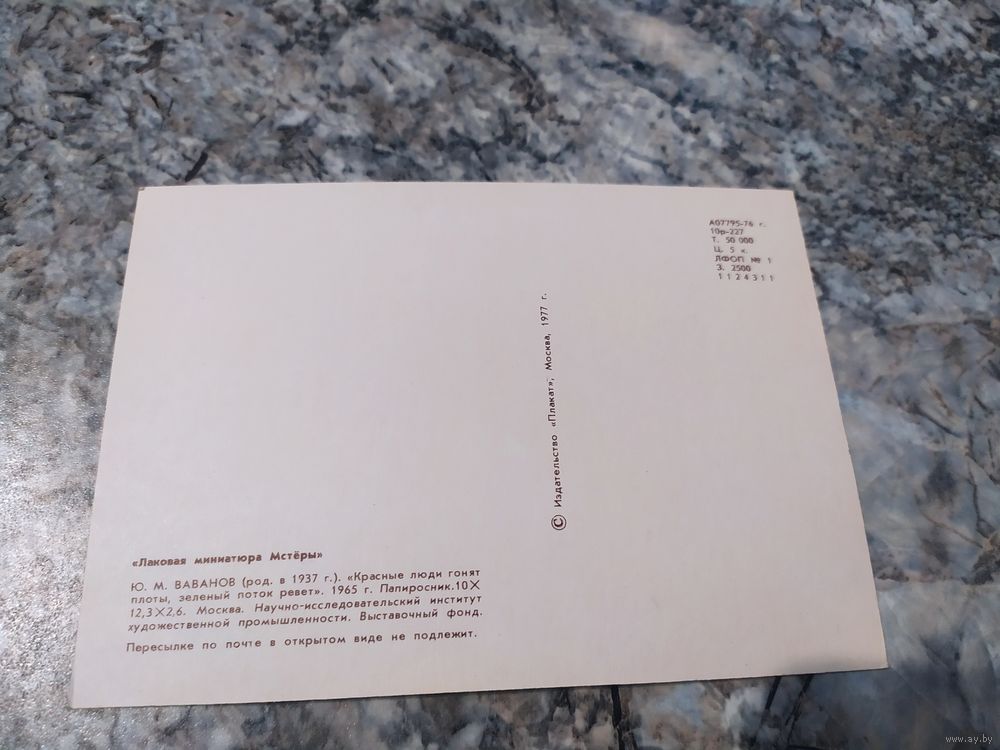 А07795-76 г.
10р-227
Т. 50 000
Ц. 5 к.
ЛФОП № 1
З. 2500
1 1 2 4 3 1 1
© Издательство «Плакат», Москва, 1977 г.
«Лаковая миниатюра Мстёры»
Ю. М. ВАВАНОВ (род. в 1937 г.). «Красные люди гонят
плоты, зеленый поток ревет». 1965 г. Папиросник. 10×
12,3×2,6. Москва. Научно-исследовательский институт
художественной промышленности. Выставочный фонд.
Пересылке по почте в открытом виде не подлежит.
www.ay.by